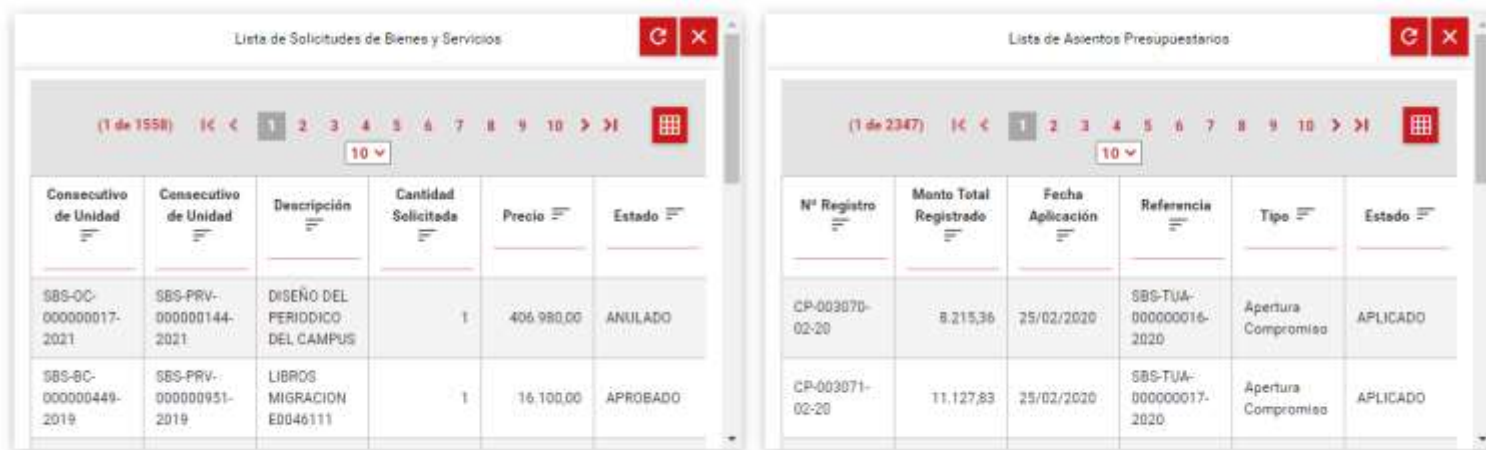 Lista de Solicitudes de Bienes y Servicios
(1 de 1558) 1 2 3 4 5 6 7 8 9 10
10
Consecutivo de Unidad
Consecutivo de Unidad
Descripción
Cantidad Solicitada
Precio
Estado
SBS-OC-000000017-2021
SBS-PRV-000000144-2021
DISEÑO DEL PERIODICO DEL CAMPUS
1
406.980,00
ANULADO
SBS-BC-000000449-2019
SBS-PRV-000000951-2019
LIBROS MIGRACION ED046111
1
16.100,00
APROBADO
Lista de Asientos Presupuestarios
(1 de 2347) 1 2 3 4 5 6 7 8 9 10
10
Nº Registro
Monto Total Registrado
Fecha Aplicación
Referencia
Tipo
Estado
CP-003070-02-20
8.215,36
25/02/2020
SBS-TUA-000000016-2020
Apertura Compromiso
APLICADO
CP-003071-02-20
11.127,83
25/02/2020
SBS-TUA-000000017-2020
Apertura Compromiso
APLICADO